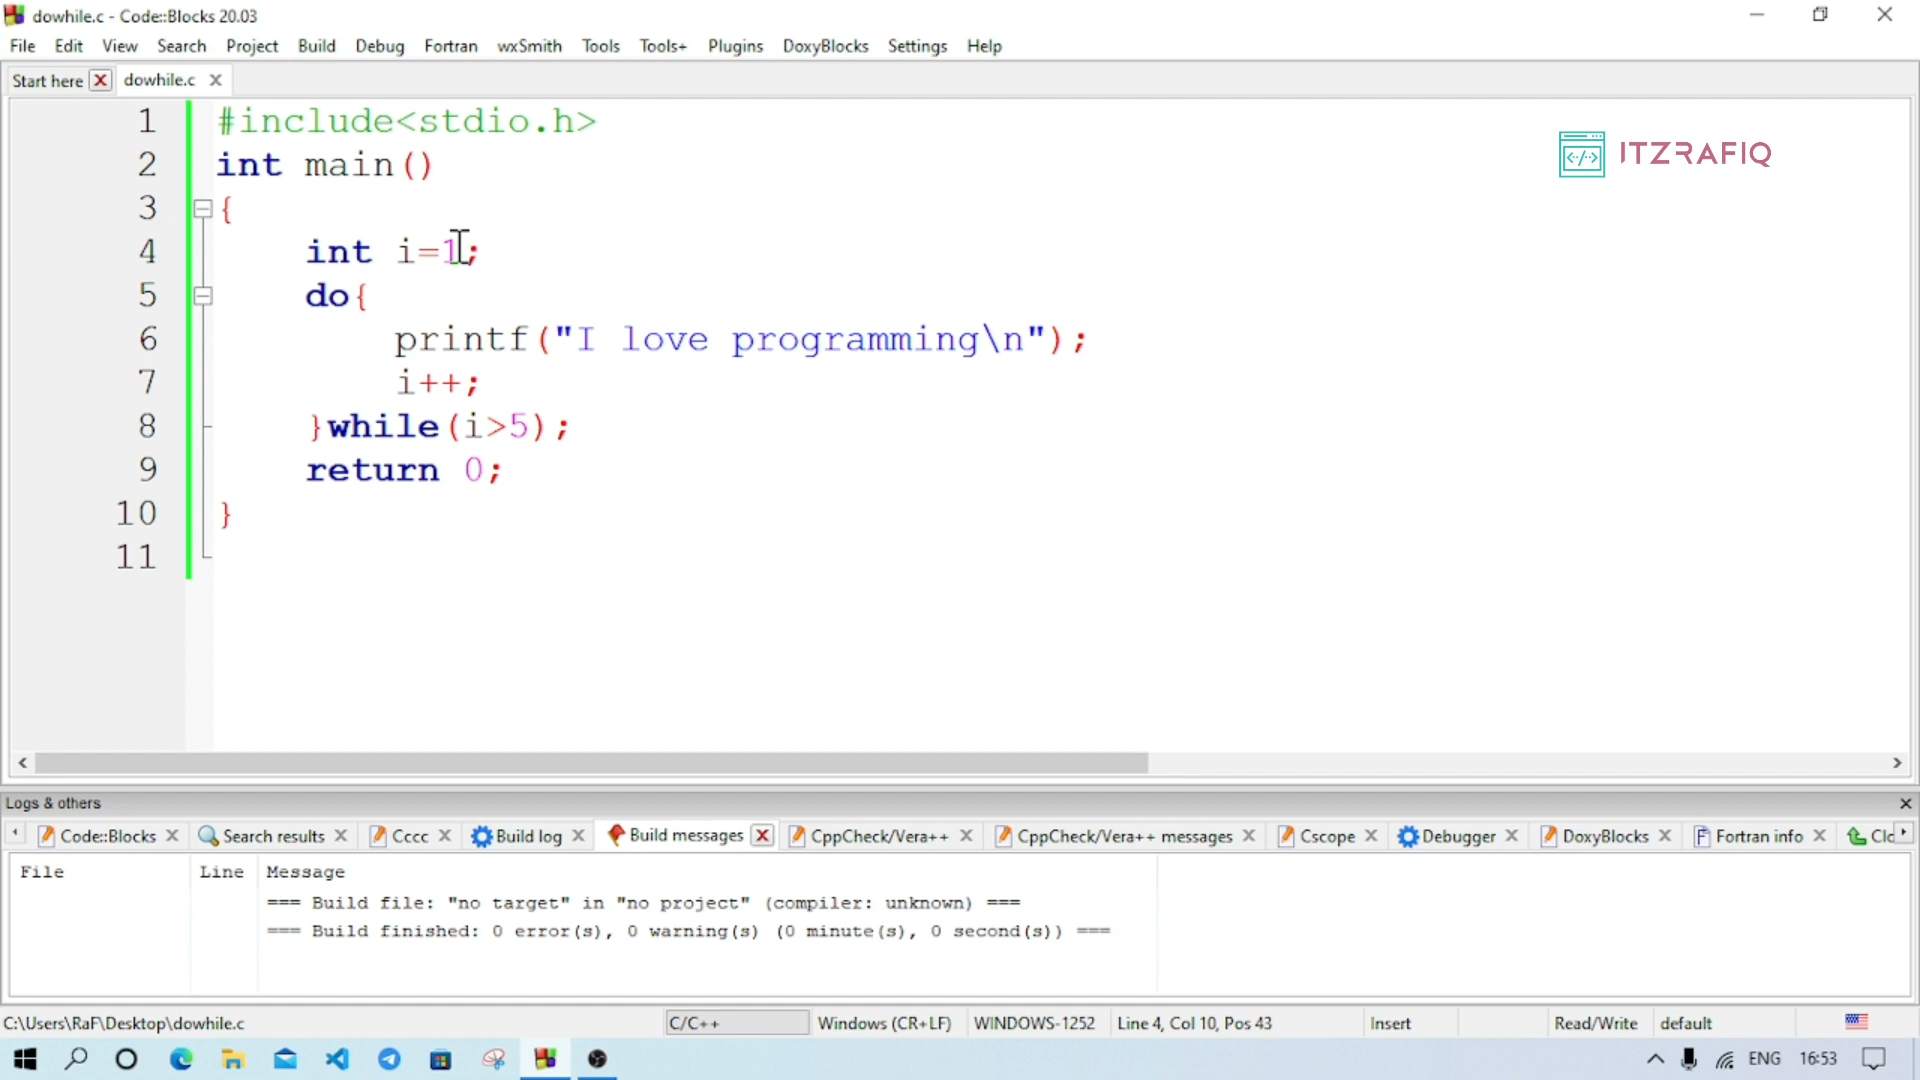 dowhile.c - Code::Blocks 20.03
File Edit View Search Project Build Debug Fortran wxSmith Tools Tools+ Plugins DoxyBlocks Settings Help
Start here dowhile.c
1 #include<stdio.h>
2 int main()
3 {
4 int i=1;
5 do{
6 printf("I love programming\n");
7 i++;
8 }while(i>5);
9 return 0;
10 }
11
ITZRAFIQ
Logs & others
Code::Blocks Search results Cccc Build log Build messages CppCheck/Vera++ CppCheck/Vera++ messages Cscope Debugger DoxyBlocks Fortran info Clo
File Line Message
=== Build file: "no target" in "no project" (compiler: unknown) ===
=== Build finished: 0 error(s), 0 warning(s) (0 minute(s), 0 second(s)) ===
C:\Users\RaF\Desktop\dowhile.c C/C++ Windows (CR+LF) WINDOWS-1252 Line 4, Col 10, Pos 43 Insert Read/Write default
ENG 16:53